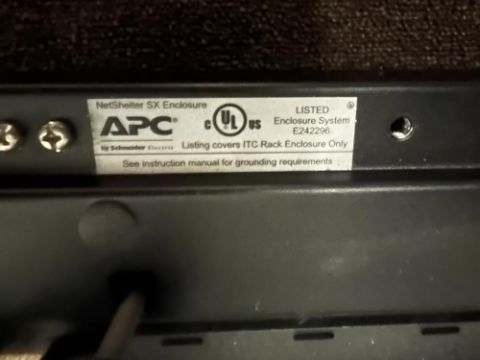 NetShelter SX Enclosure
APC®
by Schneider Electric
c UL us
LISTED
Enclosure System
E242296
Listing covers ITC Rack Enclosure Only
See instruction manual for grounding requirements